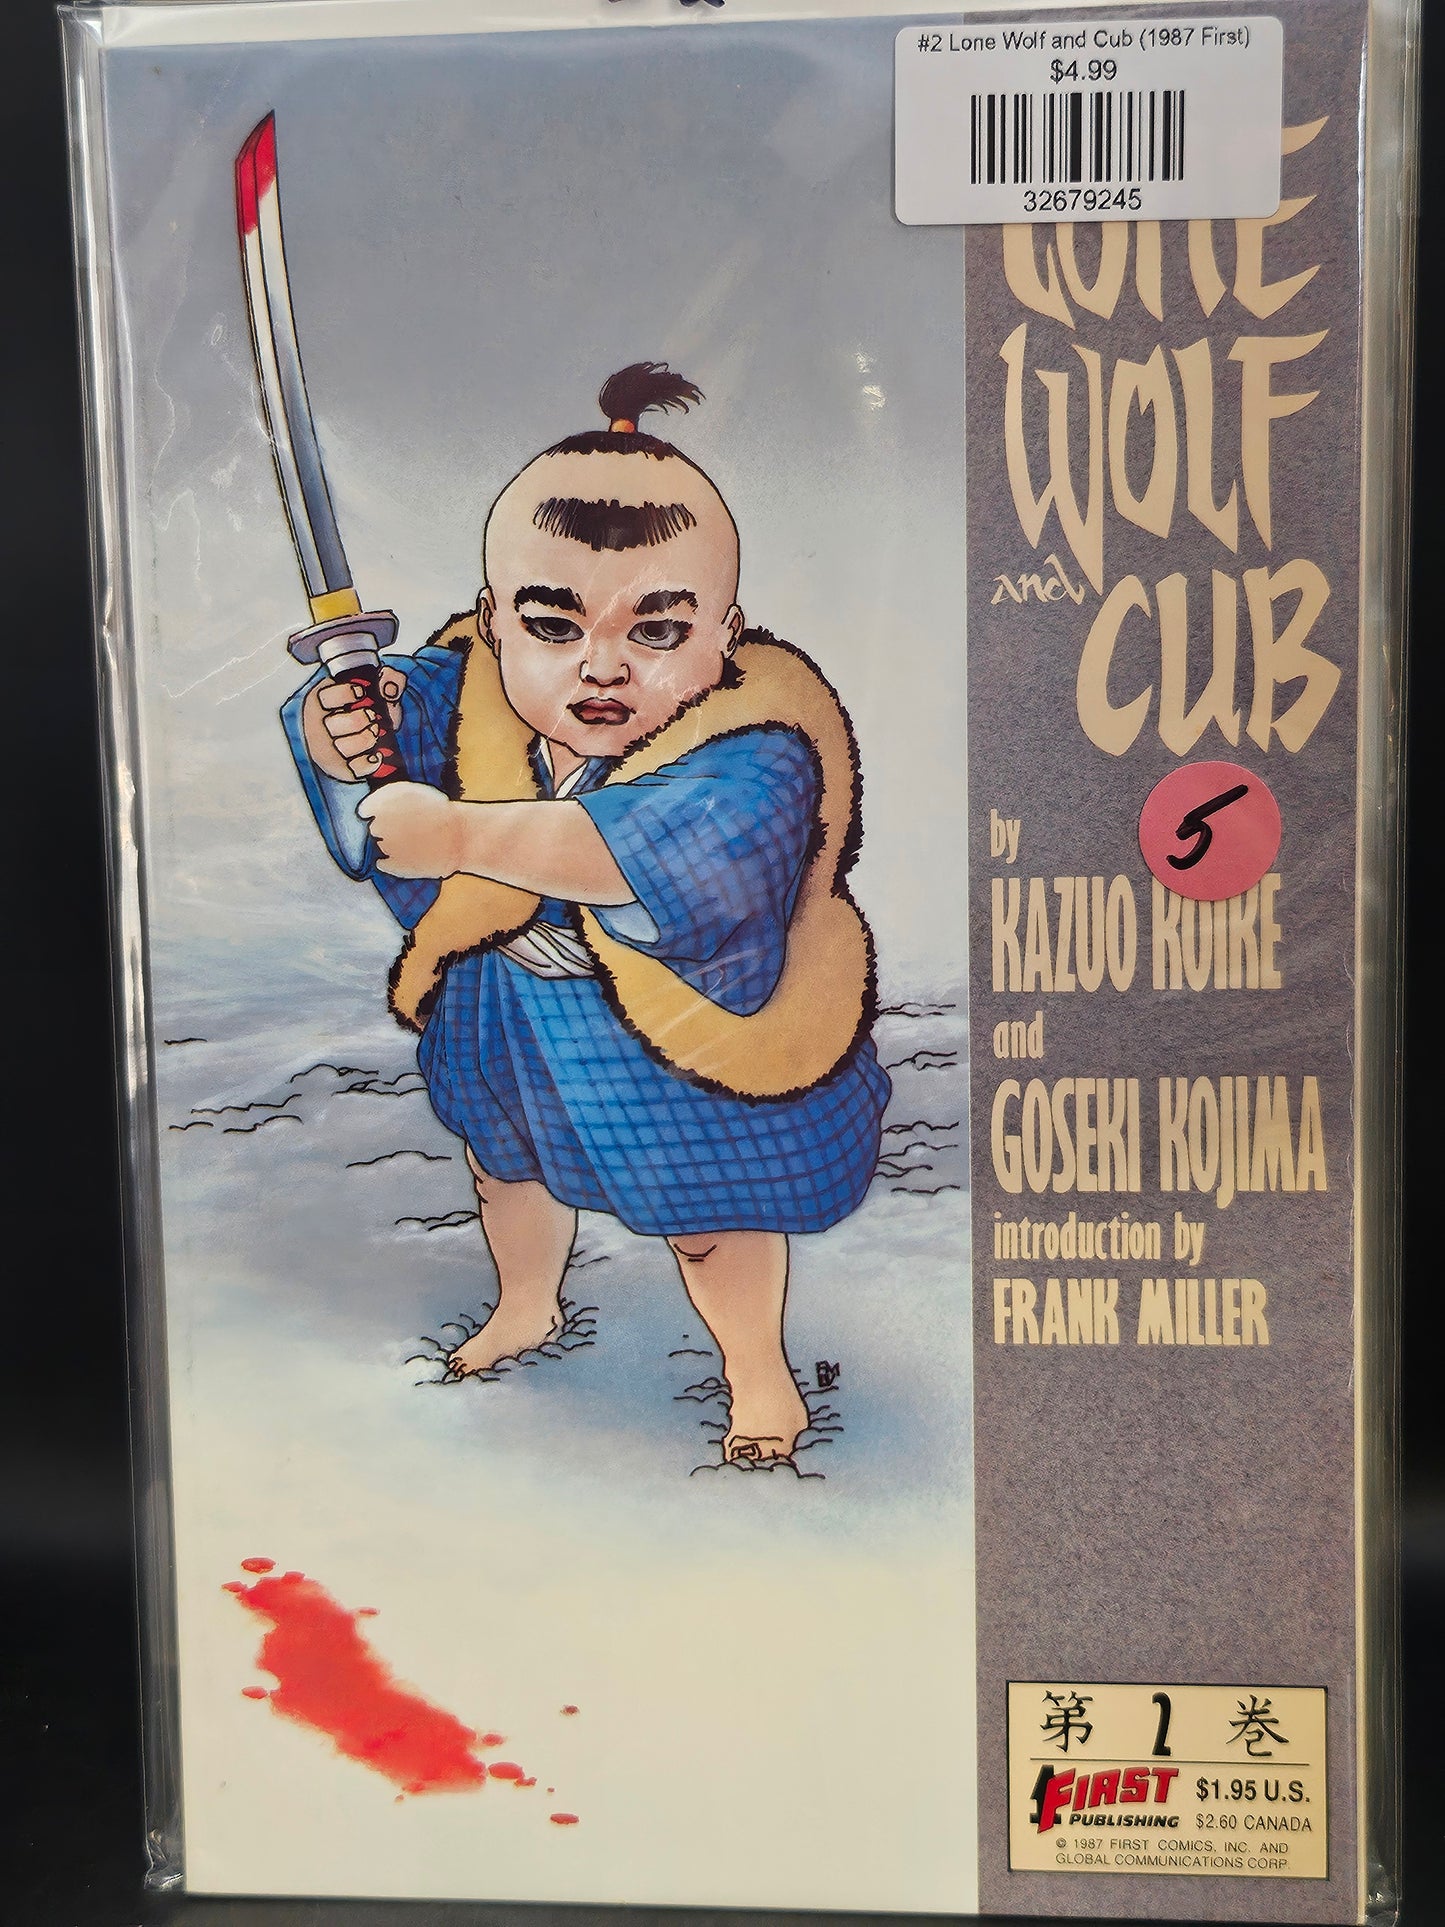 #2 Lone Wolf and Cub (1987 First)
$4.99
32679245
LONE
WOLF
and
CUB
5
by
KAZUO KOIKE
and
GOSEKI KOJIMA
introduction by
FRANK MILLER
第 2 巻
FIRST
PUBLISHING
$1.95 U.S.
$2.60 CANADA
© 1987 FIRST COMICS, INC. AND
GLOBAL COMMUNICATIONS CORP.